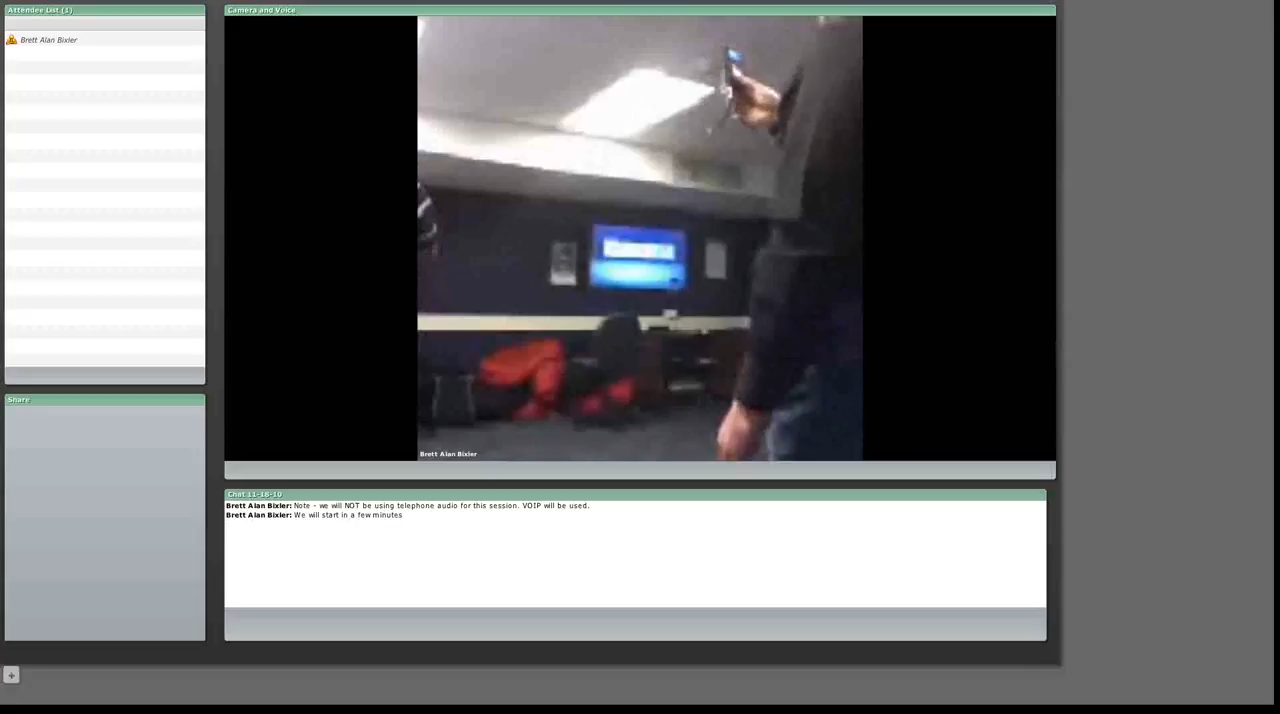 Attendee List (1)
Brett Alan Bixler
Share
Camera and Voice
Brett Alan Bixler
Chat 11-18-10
Brett Alan Bixler: Note - we will NOT be using telephone audio for this session. VOIP will be used.
Brett Alan Bixler: We will start in a few minutes